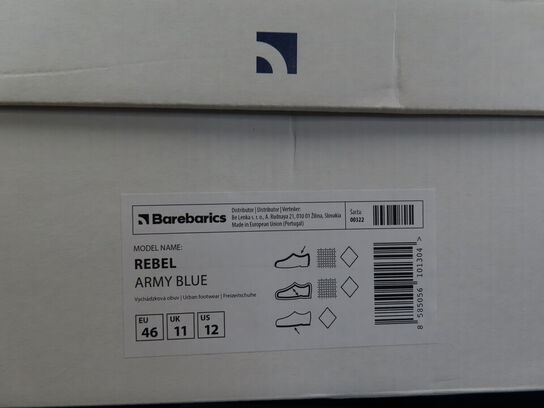 Barebarics
Distributor | Distribútor | Vertreiber:
Be Lenka s. r. o., A. Rudnaya 21, 010 01 Žilina, Slovakia
Made in European Union (Portugal)
Šarža
00322
MODEL NAME:
REBEL
ARMY BLUE
Vychádzková obuv | Urban footwear | Freizeitschuhe
EU UK US
46 11 12
8 585056 101304 >